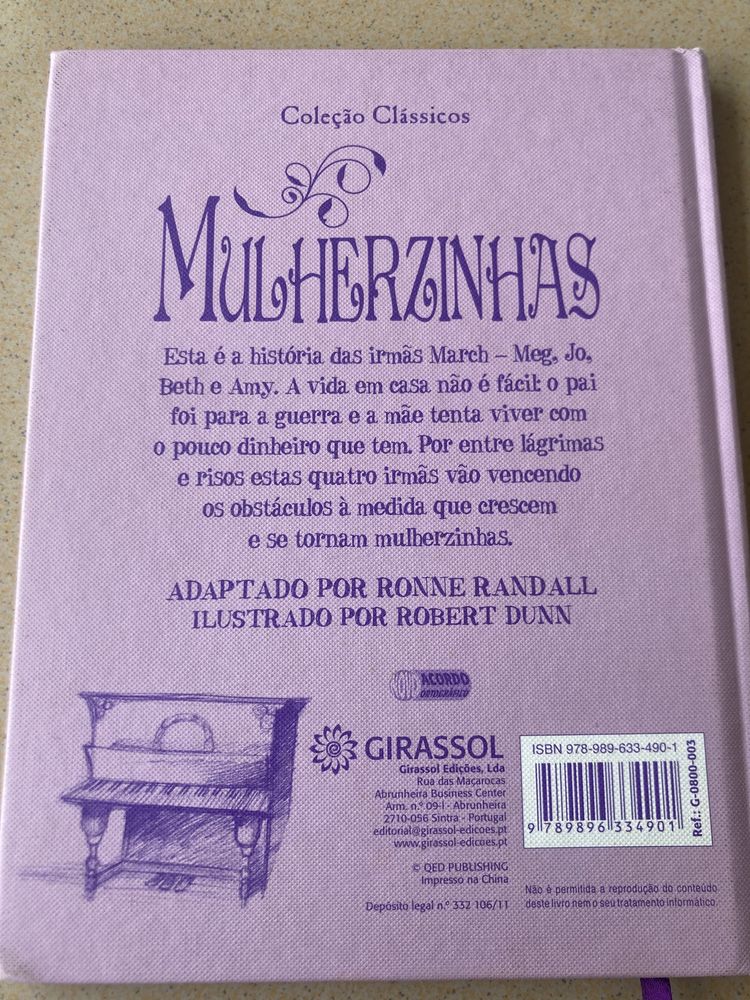 Coleção Clássicos
MULHERZINHAS
Esta é a história das irmãs March – Meg, Jo,
Beth e Amy. A vida em casa não é fácil: o pai
foi para a guerra e a mãe tenta viver com
o pouco dinheiro que tem. Por entre lágrimas
e risos estas quatro irmãs vão vencendo
os obstáculos à medida que crescem
e se tornam mulherzinhas.
ADAPTADO POR RONNE RANDALL
ILUSTRADO POR ROBERT DUNN
ACORDO
ORTOGRÁFICO
GIRASSOL
Girassol Edições, Lda
Rua das Maçarocas
Abrunheira Business Center
Arm. n.º 09-I - Abrunheira
2710-056 Sintra - Portugal
editorial@girassol-edicoes.pt
www.girassol-edicoes.pt
© QED PUBLISHING
Impresso na China
Depósito legal n.º 332 106/11
ISBN 978-989-633-490-1
9 789896 334901
Ref.: G-0800-003
Não é permitida a reprodução do conteúdo
deste livro nem o seu tratamento informático.